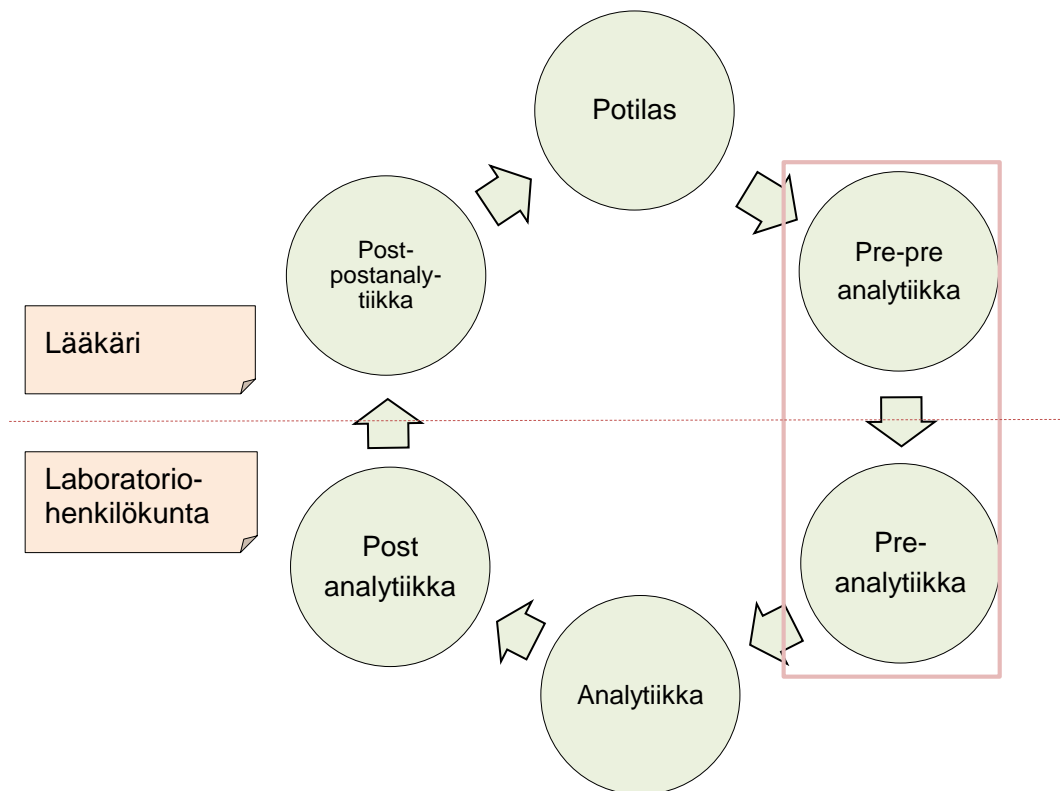 Potilas
Pre-pre
analytiikka
Post-
postanaly-
tiikka
Lääkäri
Laboratorio-
henkilökunta
Post
analytiikka
Pre-
analytiikka
Analytiikka